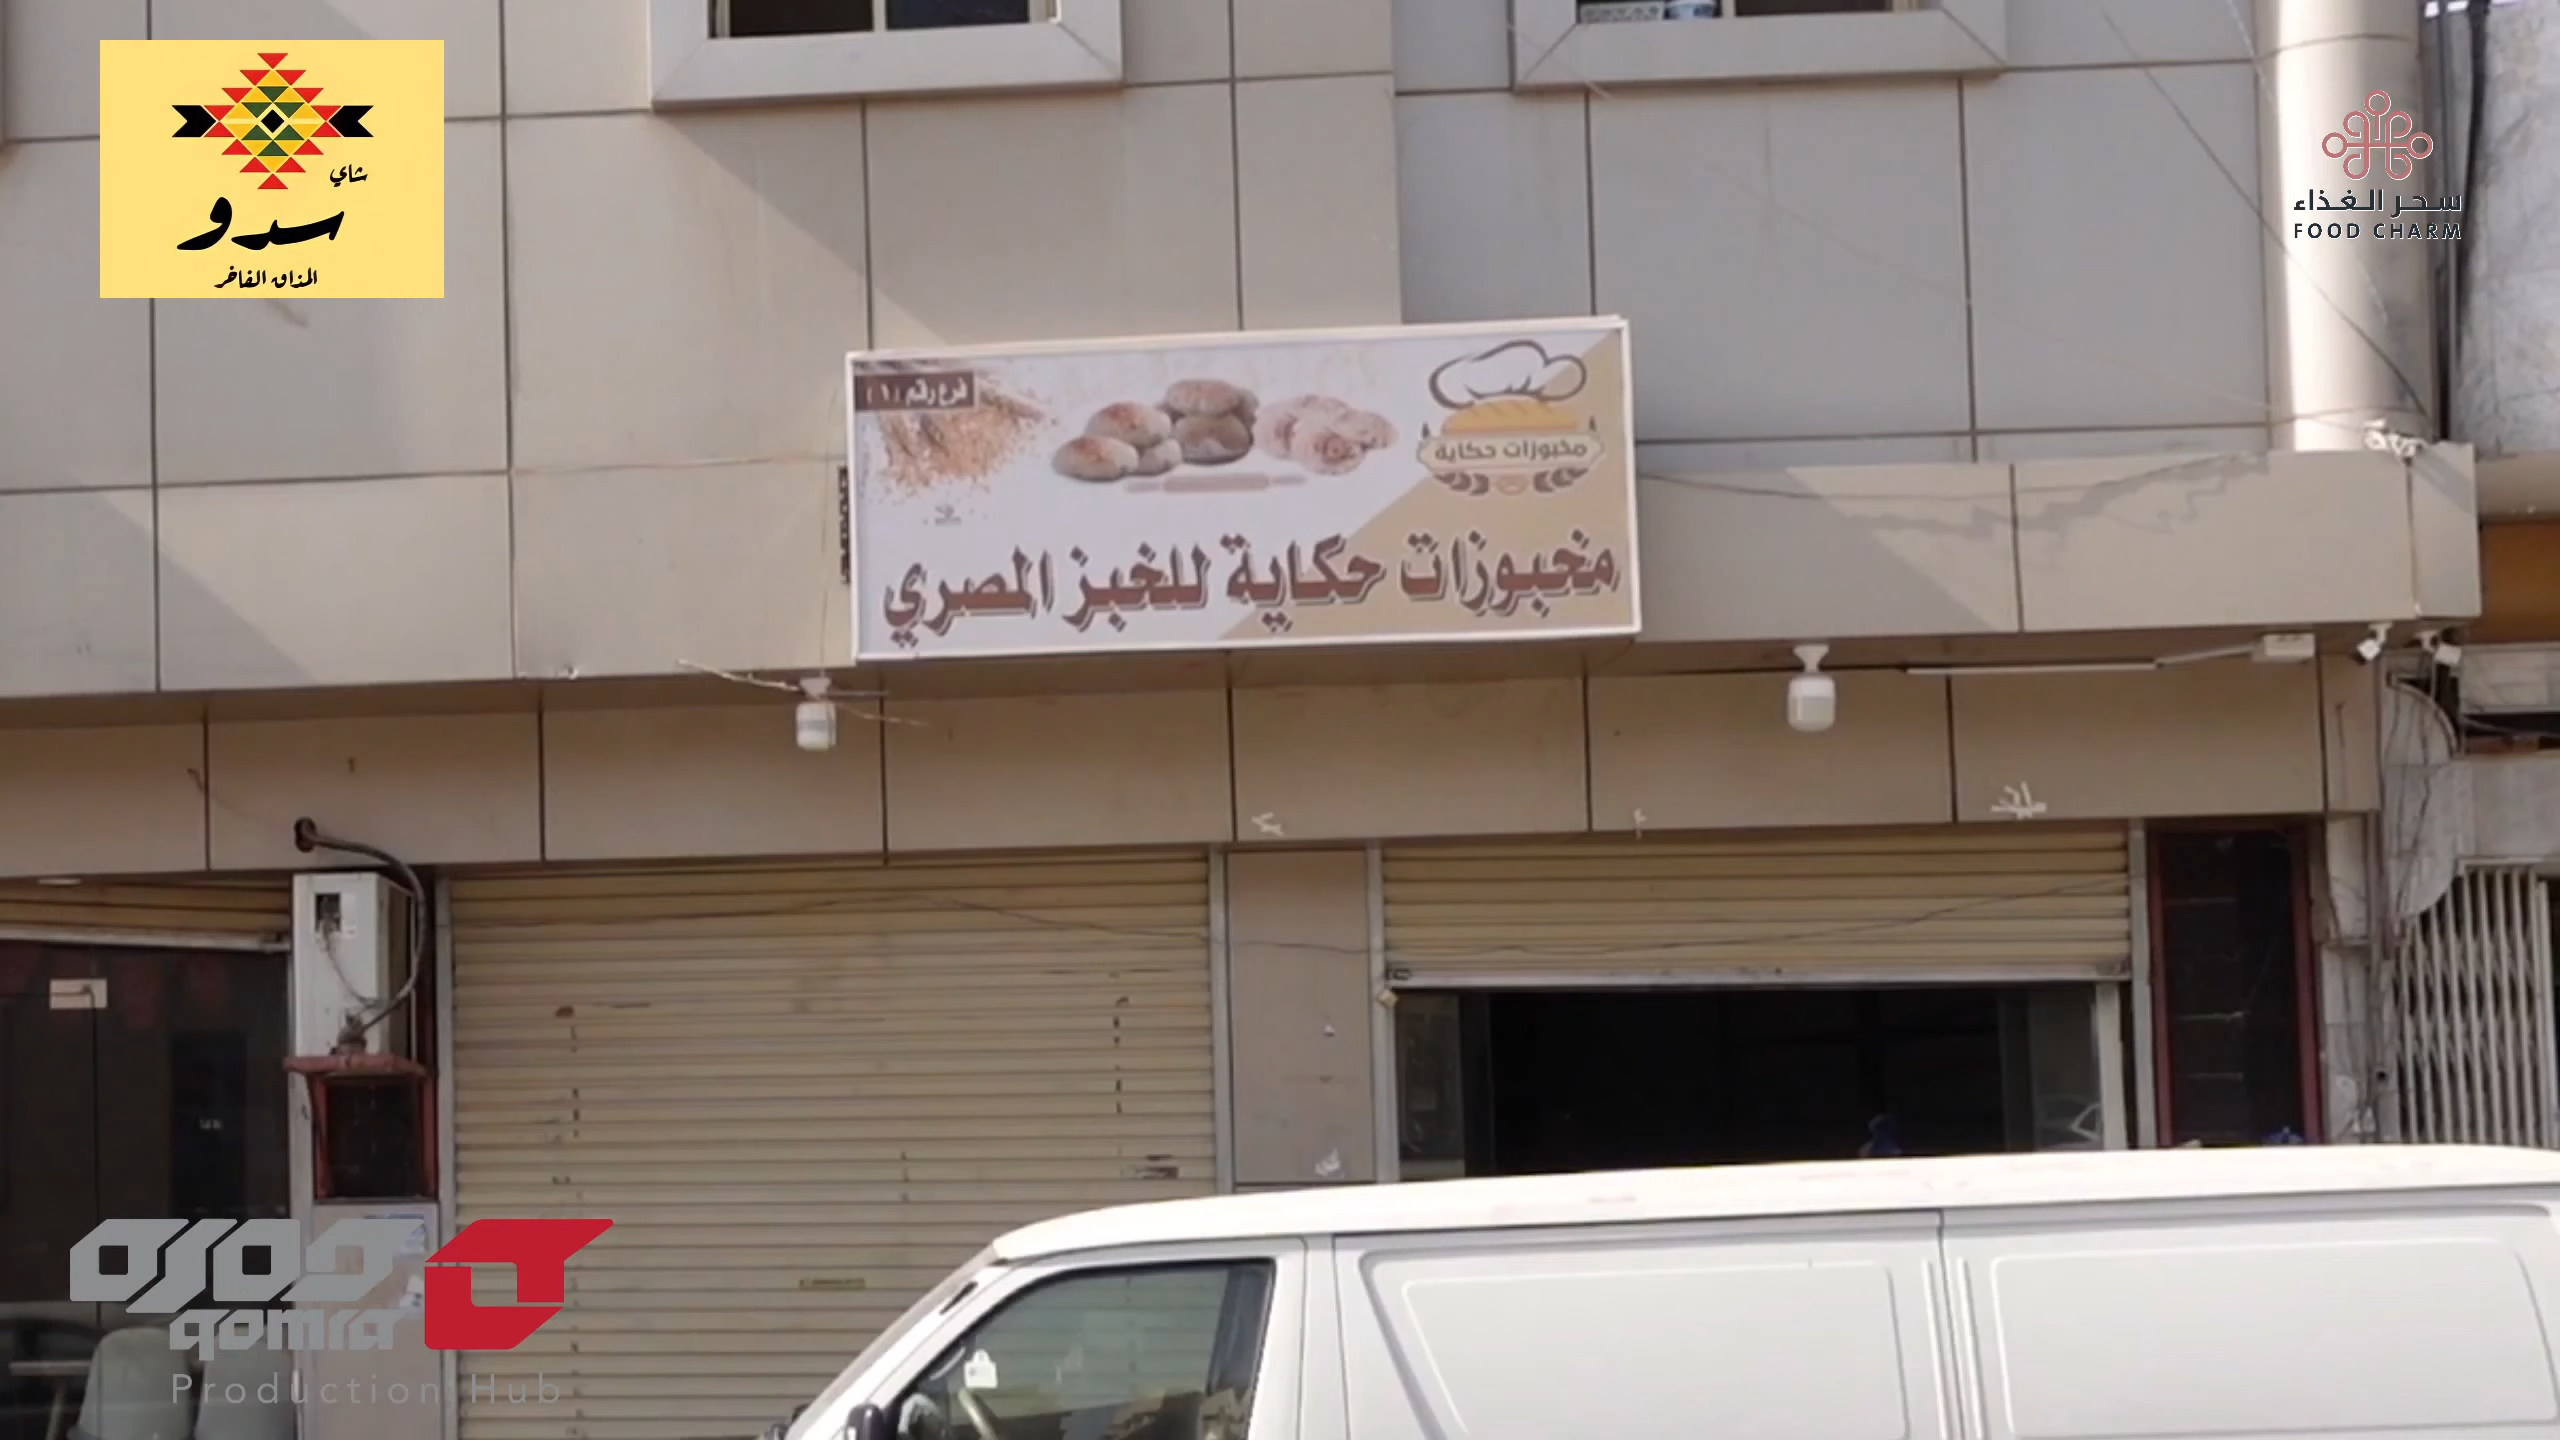 شاي
سدو
المذاق الفاخر
سحر الغذاء
FOOD CHARM
فرع رقم (١)
مخبوزات حكاية
مخبوزات حكاية للخبز المصري
qomra
Production Hub